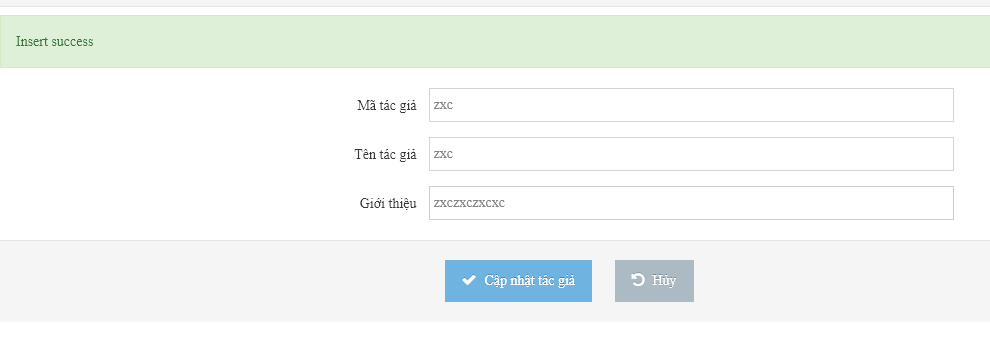 Insert success
Mã tác giả zxc
Tên tác giả zxc
Giới thiệu zxczxczxcxc
Cập nhật tác giả Hủy